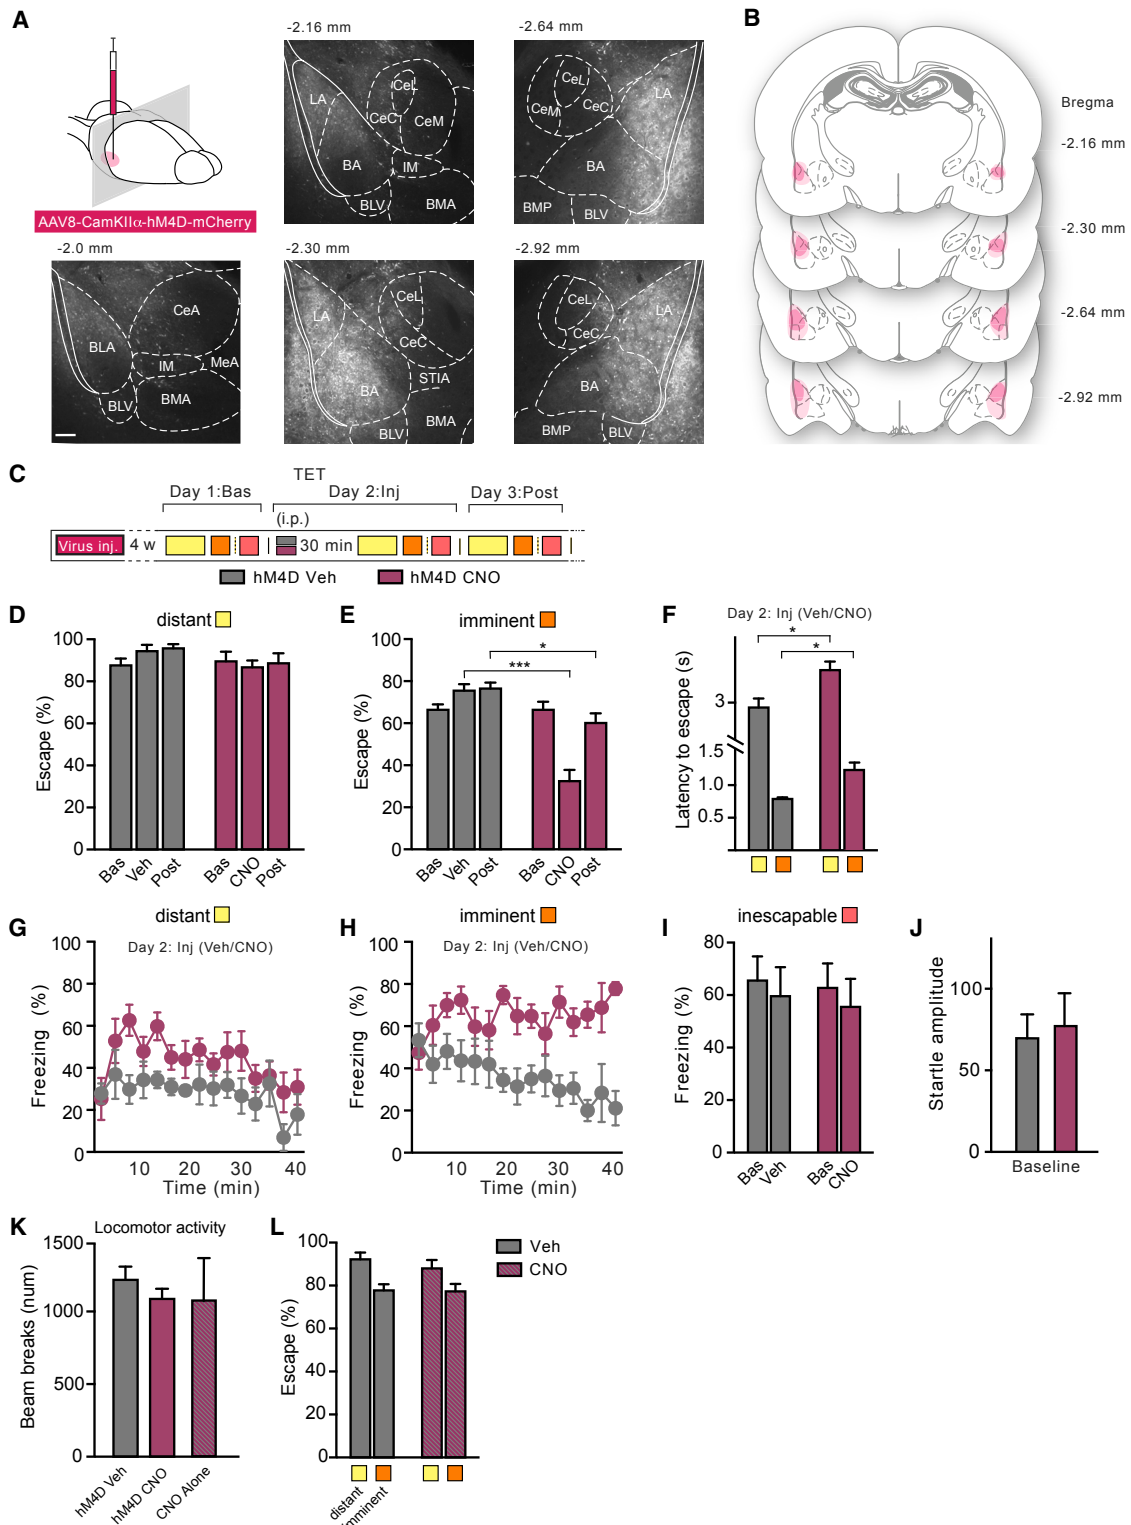 A
-2.16 mm
-2.64 mm
B
LA
CeL
CeC
CeM
BA
IM
BLV
BMA
CeL
LA
CeM
CeC
BA
BMP
BLV
AAV8-CamKIIα-hM4D-mCherry
-2.0 mm
-2.30 mm
-2.92 mm
CeA
BLA
IM
MeA
BLV
BMA
LA
CeL
CeC
STIA
BA
BMA
BLV
CeL
CeC
LA
BA
BMP
BLV
Bregma
-2.16 mm
-2.30 mm
-2.64 mm
-2.92 mm
C
TET
Day 1:Bas
Day 2:Inj
Day 3:Post
(i.p.)
Virus inj.
4 w
30 min
hM4D Veh
hM4D CNO
D
distant
Escape (%)
100
80
60
40
20
0
Bas
Veh
Post
Bas
CNO
Post
E
imminent
*
***
Escape (%)
100
80
60
40
20
0
Bas
Veh
Post
Bas
CNO
Post
F
Day 2: Inj (Veh/CNO)
*
*
Latency to escape (s)
3
1.5
1.0
0.5
G
distant
Day 2: Inj (Veh/CNO)
Freezing (%)
100
80
60
40
20
0
10
20
30
40
Time (min)
H
imminent
Day 2: Inj (Veh/CNO)
Freezing (%)
100
80
60
40
20
0
10
20
30
40
Time (min)
I
inescapable
Freezing (%)
80
60
40
20
0
Bas
Veh
Bas
CNO
J
Startle amplitude
100
50
0
Baseline
K
Locomotor activity
Beam breaks (num)
1500
1000
500
0
hM4D Veh
hM4D CNO
CNO Alone
L
Escape (%)
100
80
60
40
20
0
distant
imminent
Veh
CNO